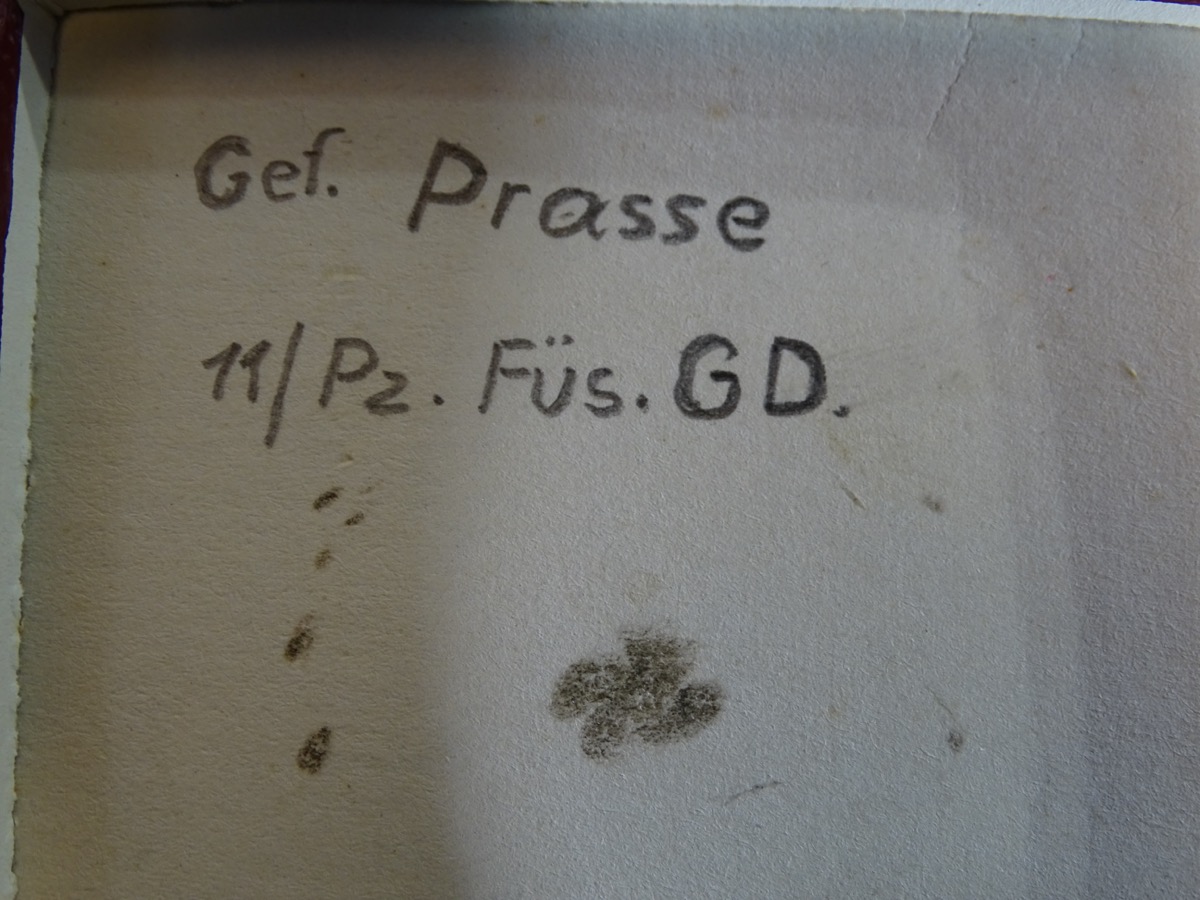 Gef. Prasse
11/Pz. Füs. GD.